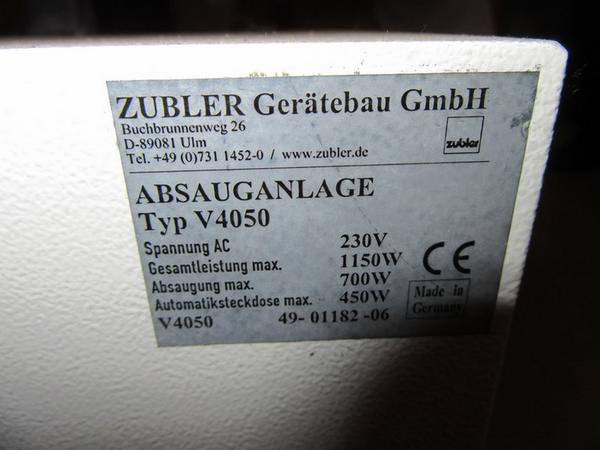 ZUBLER Gerätebau GmbH
Buchbrunnenweg 26
D-89081 Ulm
Tel. +49 (0)731 1452-0 / www.zubler.de
zubler
ABSAUGANLAGE
Typ V4050
Spannung AC 230V
Gesamtleistung max. 1150W
Absaugung max. 700W
Automatiksteckdose max. 450W
CE
Made in
Germany
V4050 49- 01182 -06